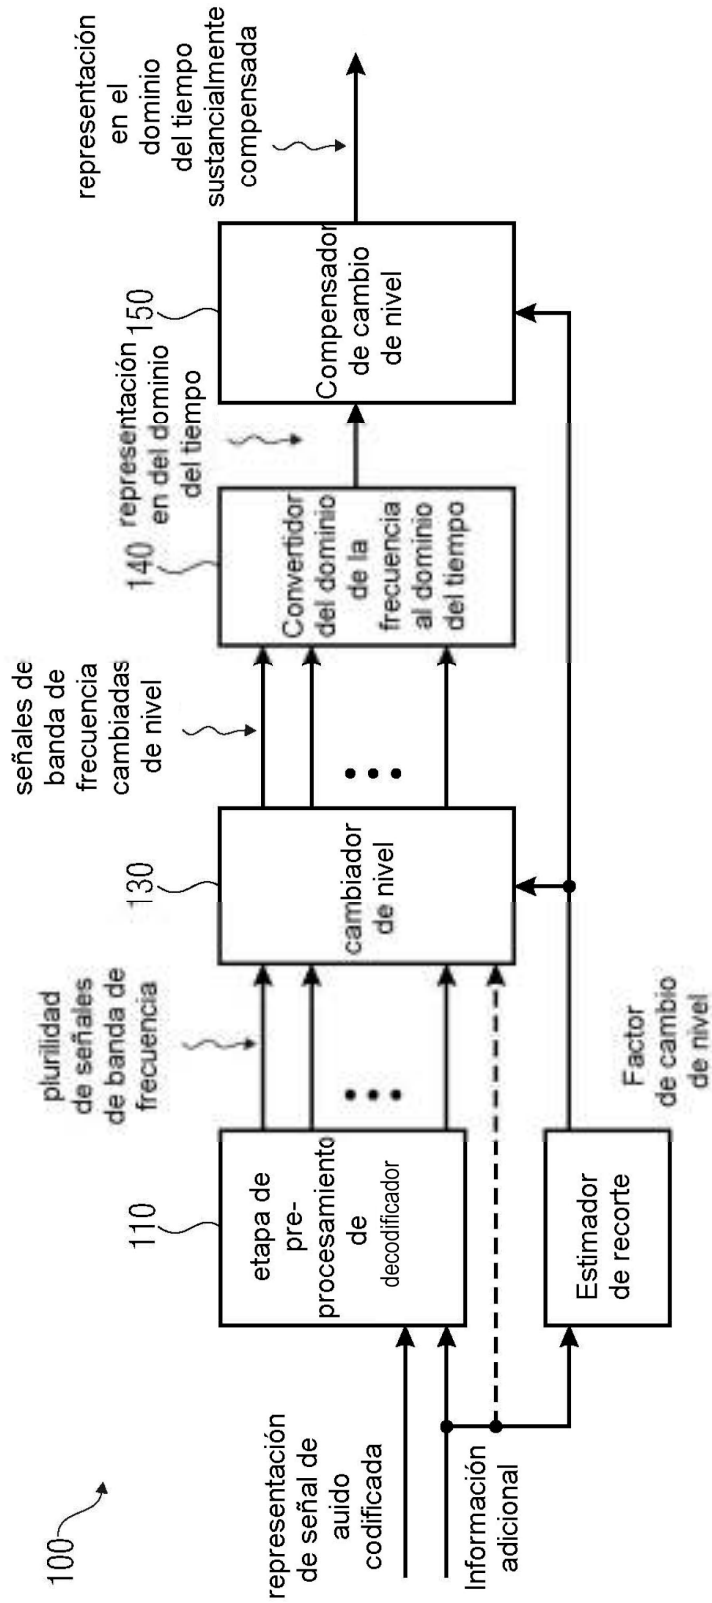 100
representación
de señal de
auido
codificada
Información
adicional
110
etapa de
pre-
procesamiento
de
decodificador
Estimador
de recorte
plurilidad
de señales
de banda de
frecuencia
Factor
de cambio
de nivel
130
cambiador
de nivel
señales de
banda de
frecuencia
cambiadas
de nivel
140
Convertidor
del dominio
de la
frecuencia
al dominio
del tiempo
representación
en del dominio
del tiempo
150
Compensador
de cambio
de nivel
representación
en el
dominio
del tiempo
sustancialmente
compensada